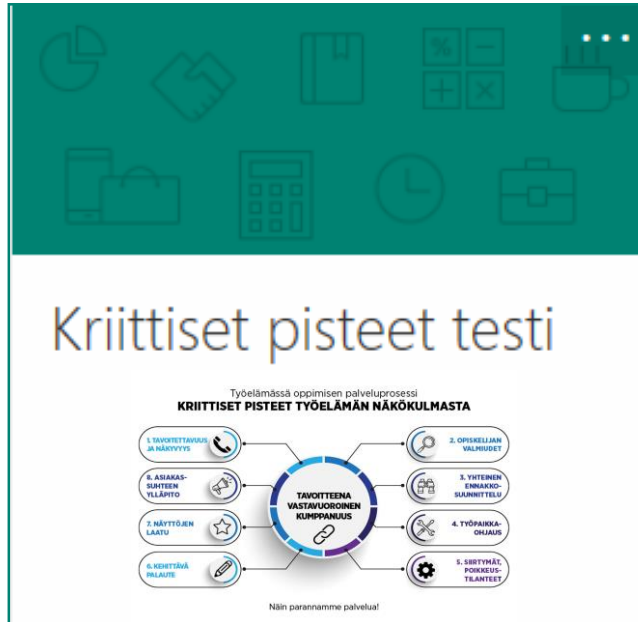 Kriittiset pisteet testi
Työelämässä oppimisen palveluprosessi
KRIITTISET PISTEET TYÖELÄMÄN NÄKÖKULMASTA
1. TAVOITETTAVUUS
JA NÄKYVYYS
2. OPISKELIJAN
VALMIUDET
8. ASIAKAS-
SUHTEEN
YLLÄPITO
3. YHTEINEN
ENNAKKO-
SUUNNITTELU
TAVOITTEENA
VASTAVUOROINEN
KUMPPANUUS
7. NÄYTTÖJEN
LAATU
4. TYÖPAIKKA-
OHJAUS
6. KEHITTÄVÄ
PALAUTE
5. SIIRTYMÄT,
POIKKEUS-
TILANTEET
Näin parannamme palvelua!